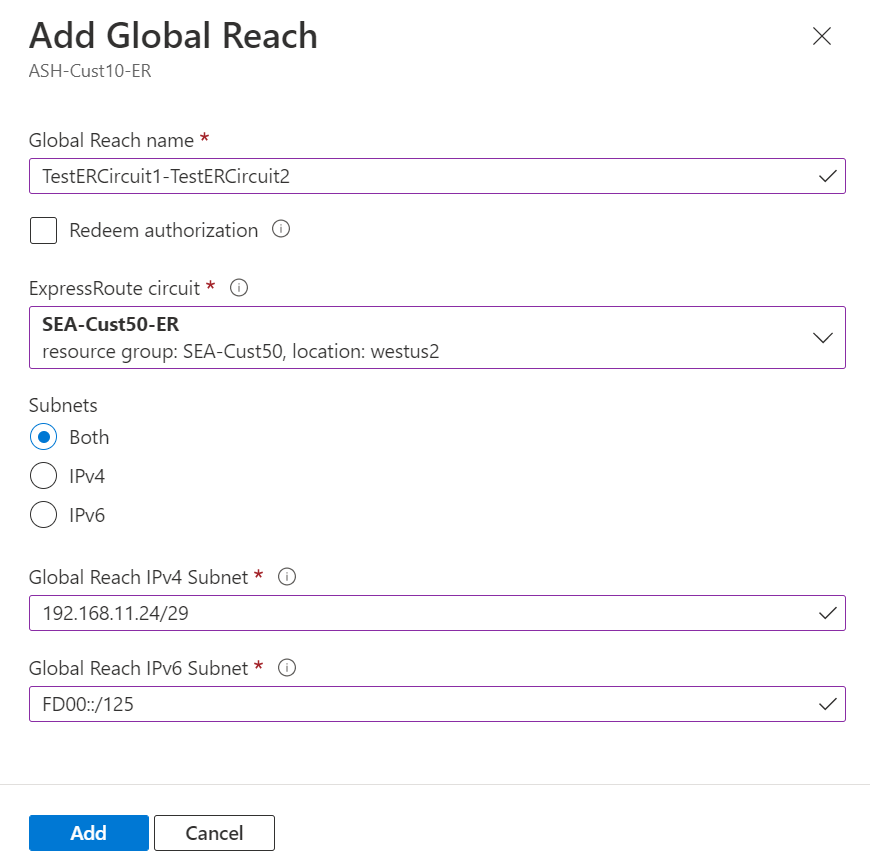 Add Global Reach
ASH-Cust10-ER
Global Reach name *
TestERCircuit1-TestERCircuit2
Redeem authorization
ExpressRoute circuit *
SEA-Cust50-ER
resource group: SEA-Cust50, location: westus2
Subnets
Both
IPv4
IPv6
Global Reach IPv4 Subnet *
192.168.11.24/29
Global Reach IPv6 Subnet *
FD00::/125
Add Cancel